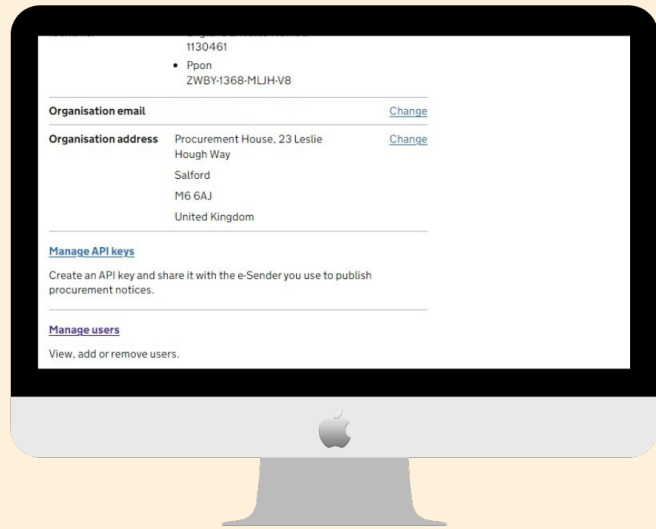 1130461
Ppon
ZWBY-1368-MLJH-V8
Organisation email Change
Organisation address Procurement House, 23 Leslie Change
Hough Way
Salford
M6 6AJ
United Kingdom
Manage API keys
Create an API key and share it with the e-Sender you use to publish
procurement notices.
Manage users
View, add or remove users.